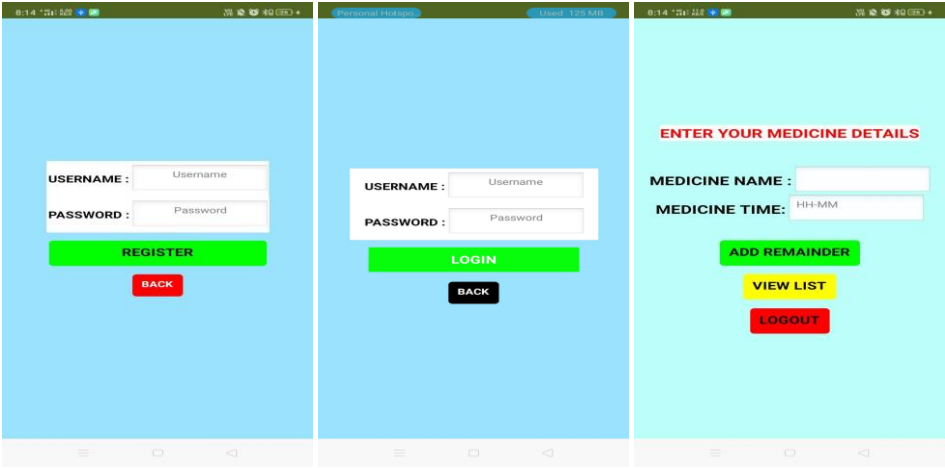 8:14
USERNAME : Username
PASSWORD : Password
REGISTER
BACK
Personal Hotspo
Used 125 MB
USERNAME : Username
PASSWORD : Password
LOGIN
BACK
8:14
ENTER YOUR MEDICINE DETAILS
MEDICINE NAME :
MEDICINE TIME: HH-MM
ADD REMAINDER
VIEW LIST
LOGOUT